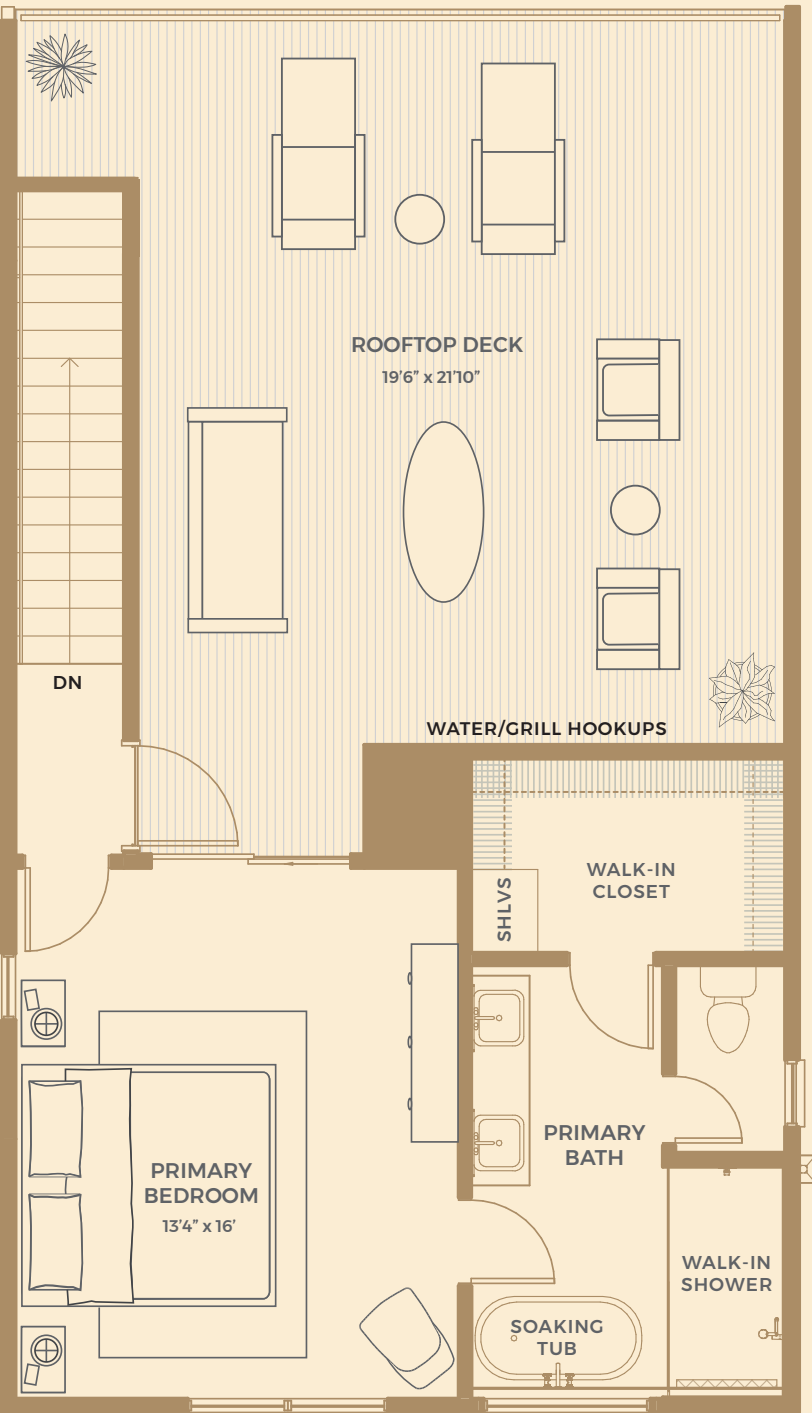 ROOFTOP DECK
19'6" x 21'10"
DN
WATER/GRILL HOOKUPS
WALK-IN
CLOSET
SHLVS
PRIMARY
BATH
PRIMARY
BEDROOM
13'4" x 16'
WALK-IN
SHOWER
SOAKING
TUB